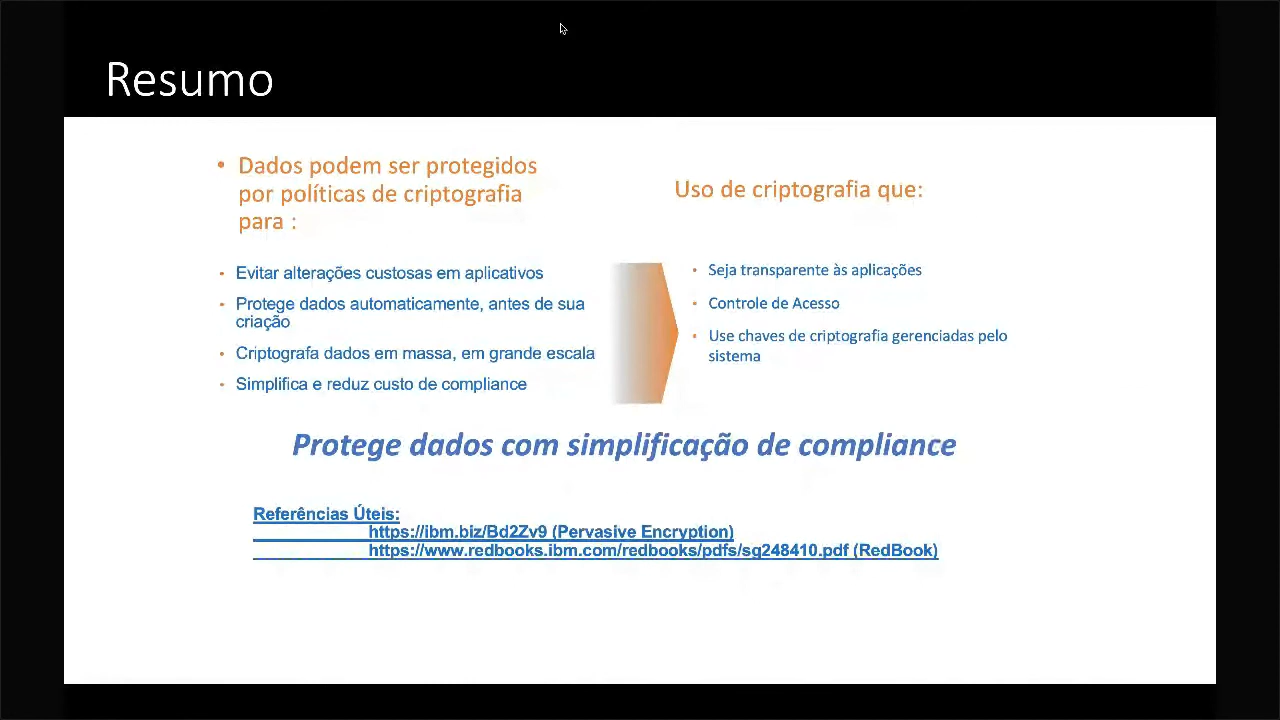 Resumo
• Dados podem ser protegidos
por políticas de criptografia
para :
• Evitar alterações custosas em aplicativos
• Protege dados automaticamente, antes de sua
criação
• Criptografa dados em massa, em grande escala
• Simplifica e reduz custo de compliance
Uso de criptografia que:
• Seja transparente às aplicações
• Controle de Acesso
• Use chaves de criptografia gerenciadas pelo
sistema
Protege dados com simplificação de compliance
Referências Úteis:
https://ibm.biz/Bd2Zv9 (Pervasive Encryption)
https://www.redbooks.ibm.com/redbooks/pdfs/sg248410.pdf (RedBook)